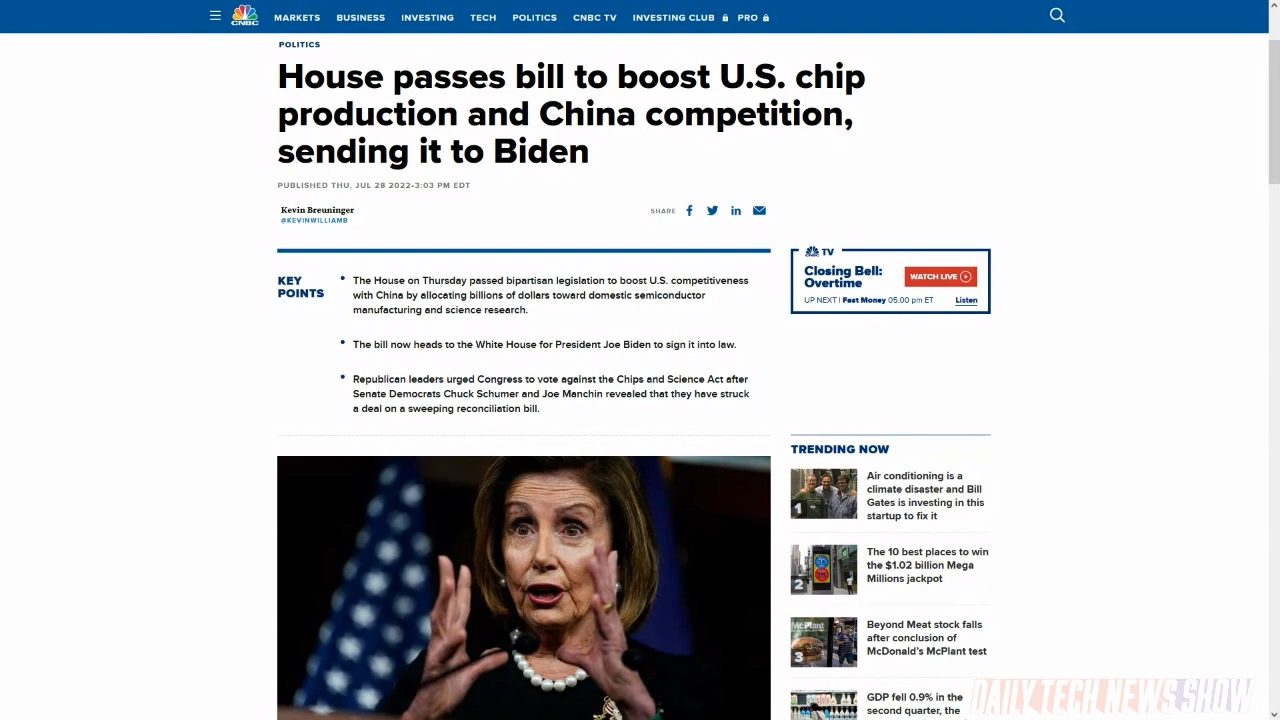 CNBC
MARKETS
BUSINESS
INVESTING
TECH
POLITICS
CNBC TV
INVESTING CLUB
PRO
POLITICS
House passes bill to boost U.S. chip
production and China competition,
sending it to Biden
PUBLISHED THU, JUL 28 2022•3:03 PM EDT
Kevin Breuninger
@KEVINWILLIAMB
SHARE
KEY
POINTS
• The House on Thursday passed bipartisan legislation to boost U.S. competitiveness
with China by allocating billions of dollars toward domestic semiconductor
manufacturing and science research.
• The bill now heads to the White House for President Joe Biden to sign it into law.
• Republican leaders urged Congress to vote against the Chips and Science Act after
Senate Democrats Chuck Schumer and Joe Manchin revealed that they have struck
a deal on a sweeping reconciliation bill.
TV
Closing Bell:
Overtime
WATCH LIVE
UP NEXT | Fast Money 05:00 pm ET
Listen
TRENDING NOW
1
Air conditioning is a
climate disaster and Bill
Gates is investing in this
startup to fix it
2
The 10 best places to win
the $1.02 billion Mega
Millions jackpot
McPlant
3
Beyond Meat stock falls
after conclusion of
McDonald's McPlant test
GDP fell 0.9% in the
second quarter, the
DAILY TECH NEWS SHOW